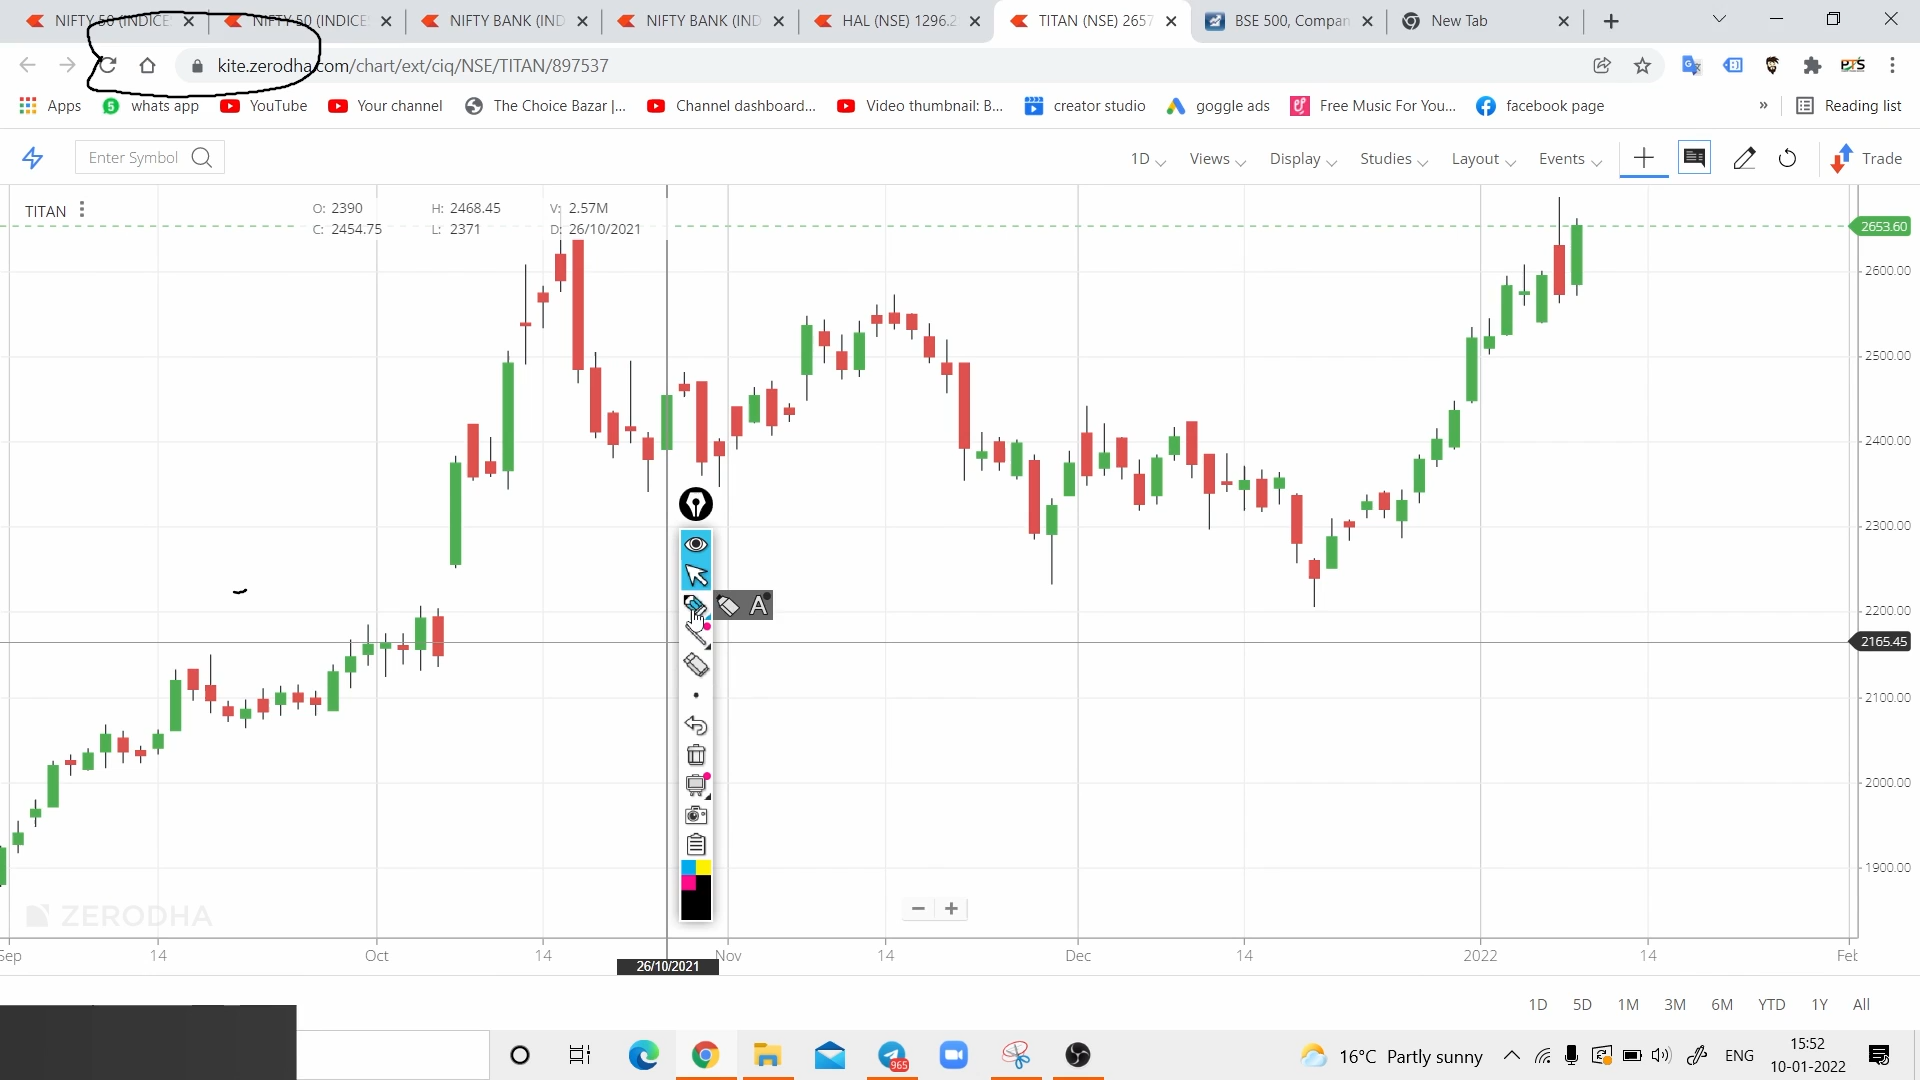 NIFTY 50 (INDICE
NIFTY 50 (INDICE
NIFTY BANK (IND
NIFTY BANK (IND
HAL (NSE) 1296.2
TITAN (NSE) 2657
BSE 500, Compan
New Tab
kite.zerodha.com/chart/ext/ciq/NSE/TITAN/897537
PTS
Apps
whats app
YouTube
Your channel
The Choice Bazar |...
Channel dashboard...
Video thumbnail: B...
creator studio
goggle ads
Free Music For You...
facebook page
»
Reading list
Enter Symbol
1D
Views
Display
Studies
Layout
Events
Trade
TITAN
O: 2390
H: 2468.45
V: 2.57M
C: 2454.75
L: 2371
D: 26/10/2021
2653.60
2600.00
2500.00
2400.00
2300.00
2200.00
2165.45
2100.00
2000.00
1900.00
A
ZERODHA
Sep
14
Oct
14
26/10/2021
Nov
14
Dec
14
2022
14
Feb
1D
5D
1M
3M
6M
YTD
1Y
All
965
16°C Partly sunny
ENG
15:52
10-01-2022